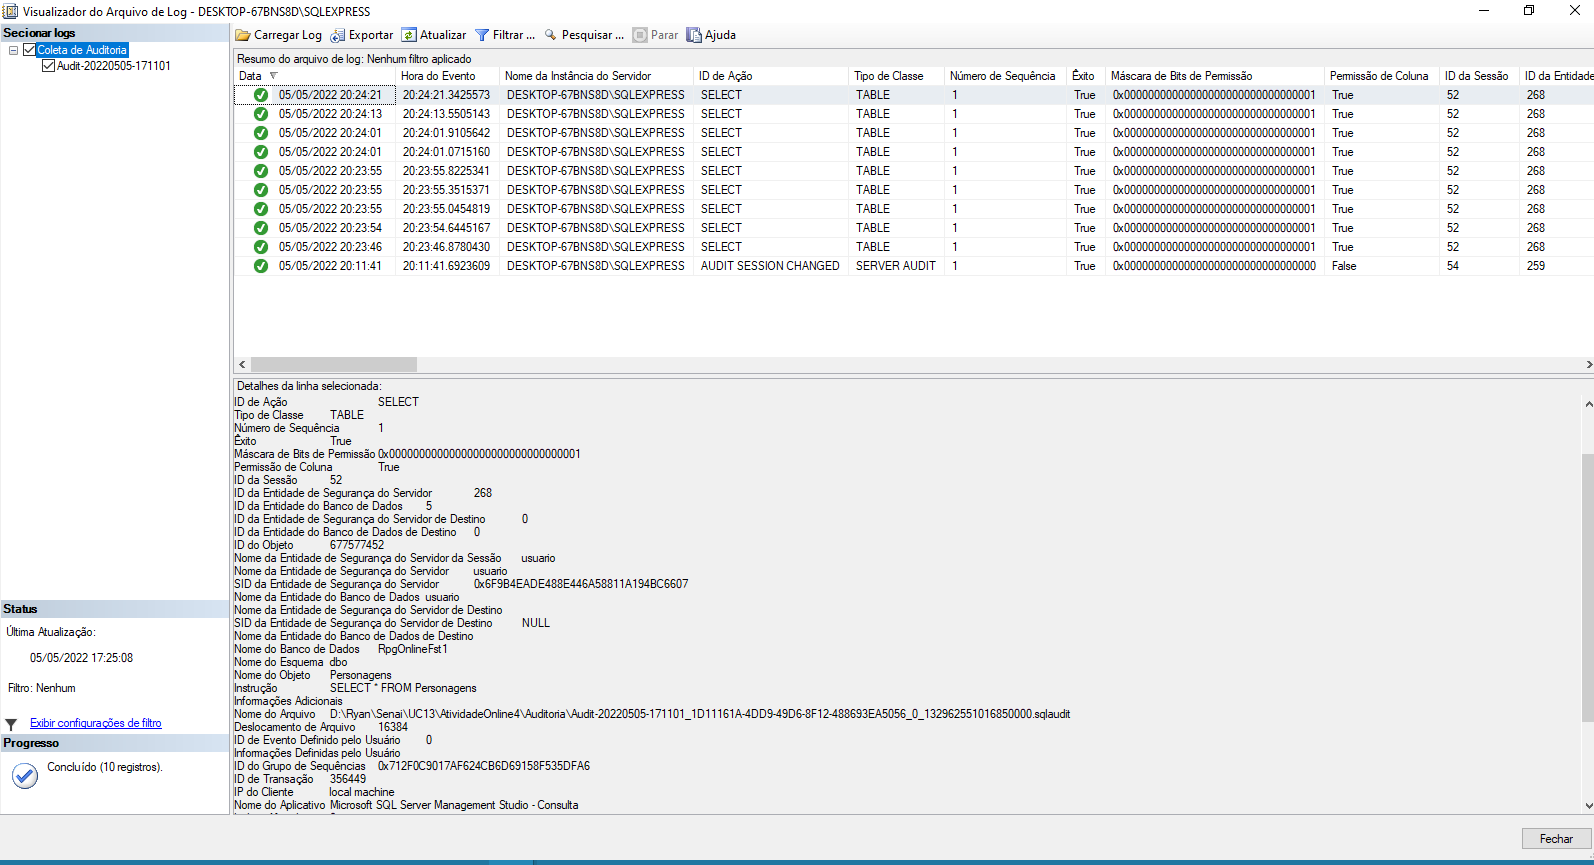 Visualizador do Arquivo de Log - DESKTOP-67BNS8D\SQLEXPRESS
Secionar logs
Coleta de Auditoria
Audit-20220505-171101
Carregar Log Exportar Atualizar Filtrar ... Pesquisar ... Parar Ajuda
Resumo do arquivo de log: Nenhum filtro aplicado
Data Hora do Evento Nome da Instância do Servidor ID de Ação Tipo de Classe Número de Sequência Êxito Máscara de Bits de Permissão Permissão de Coluna ID da Sessão ID da Entidade
05/05/2022 20:24:21 20:24:21.3425573 DESKTOP-67BNS8D\SQLEXPRESS SELECT TABLE 1 True 0x00000000000000000000000000000001 True 52 268
05/05/2022 20:24:13 20:24:13.5505143 DESKTOP-67BNS8D\SQLEXPRESS SELECT TABLE 1 True 0x00000000000000000000000000000001 True 52 268
05/05/2022 20:24:01 20:24:01.9105642 DESKTOP-67BNS8D\SQLEXPRESS SELECT TABLE 1 True 0x00000000000000000000000000000001 True 52 268
05/05/2022 20:24:01 20:24:01.0715160 DESKTOP-67BNS8D\SQLEXPRESS SELECT TABLE 1 True 0x00000000000000000000000000000001 True 52 268
05/05/2022 20:23:55 20:23:55.8225341 DESKTOP-67BNS8D\SQLEXPRESS SELECT TABLE 1 True 0x00000000000000000000000000000001 True 52 268
05/05/2022 20:23:55 20:23:55.3515371 DESKTOP-67BNS8D\SQLEXPRESS SELECT TABLE 1 True 0x00000000000000000000000000000001 True 52 268
05/05/2022 20:23:55 20:23:55.0454819 DESKTOP-67BNS8D\SQLEXPRESS SELECT TABLE 1 True 0x00000000000000000000000000000001 True 52 268
05/05/2022 20:23:54 20:23:54.6445167 DESKTOP-67BNS8D\SQLEXPRESS SELECT TABLE 1 True 0x00000000000000000000000000000001 True 52 268
05/05/2022 20:23:46 20:23:46.8780430 DESKTOP-67BNS8D\SQLEXPRESS SELECT TABLE 1 True 0x00000000000000000000000000000001 True 52 268
05/05/2022 20:11:41 20:11:41.6923609 DESKTOP-67BNS8D\SQLEXPRESS AUDIT SESSION CHANGED SERVER AUDIT 1 True 0x00000000000000000000000000000000 False 54 259
Detalhes da linha selecionada:
ID de Ação SELECT
Tipo de Classe TABLE
Número de Sequência 1
Êxito True
Máscara de Bits de Permissão 0x00000000000000000000000000000001
Permissão de Coluna True
ID da Sessão 52
ID da Entidade de Segurança do Servidor 268
ID da Entidade do Banco de Dados 5
ID da Entidade de Segurança do Servidor de Destino 0
ID da Entidade do Banco de Dados de Destino 0
ID do Objeto 677577452
Nome da Entidade de Segurança do Servidor da Sessão usuario
Nome da Entidade de Segurança do Servidor usuario
SID da Entidade de Segurança do Servidor 0x6F9B4EADE488E446A58811A194BC6607
Nome da Entidade do Banco de Dados usuario
Nome da Entidade de Segurança do Servidor de Destino
SID da Entidade de Segurança do Servidor de Destino NULL
Nome da Entidade do Banco de Dados de Destino
Nome do Banco de Dados RpgOnlineFst1
Nome do Esquema dbo
Nome do Objeto Personagens
Instrução SELECT * FROM Personagens
Informações Adicionais
Nome do Arquivo D:\Ryan\Senai\UC13\AtividadeOnline4\Auditoria\Audit-20220505-171101_1D11161A-4DD9-49D6-8F12-488693EA5056_0_132962551016850000.sqlaudit
Deslocamento de Arquivo 16384
ID de Evento Definido pelo Usuário 0
Informações Definidas pelo Usuário
ID do Grupo de Sequências 0x712F0C9017AF624CB6D69158F535DFA6
ID de Transação 356449
IP do Cliente local machine
Nome do Aplicativo Microsoft SQL Server Management Studio - Consulta
Status
Última Atualização:
05/05/2022 17:25:08
Filtro: Nenhum
Exibir configurações de filtro
Progresso
Concluído (10 registros).
Fechar